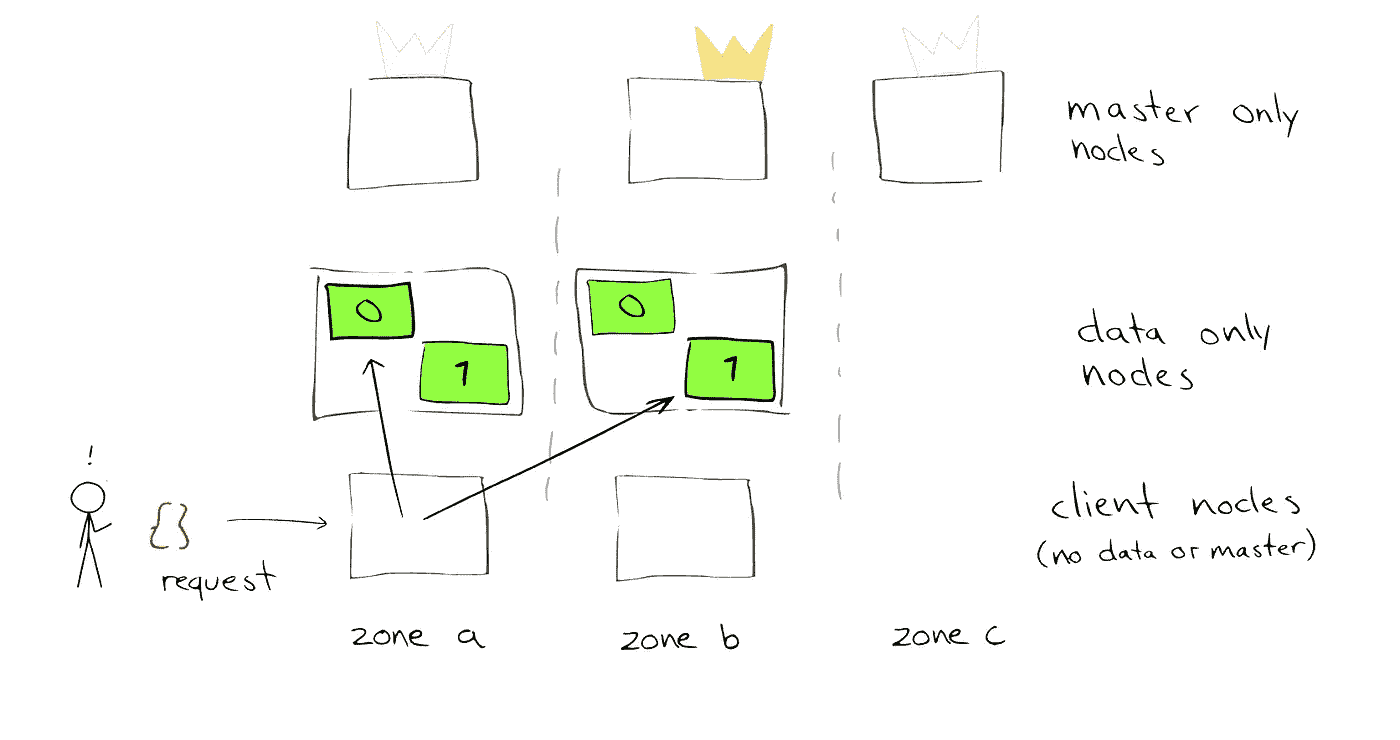 master only
nodes
0
1
0
1
data only
nodes
!
{}
request
client nodes
(no data or master)
zone a
zone b
zone c